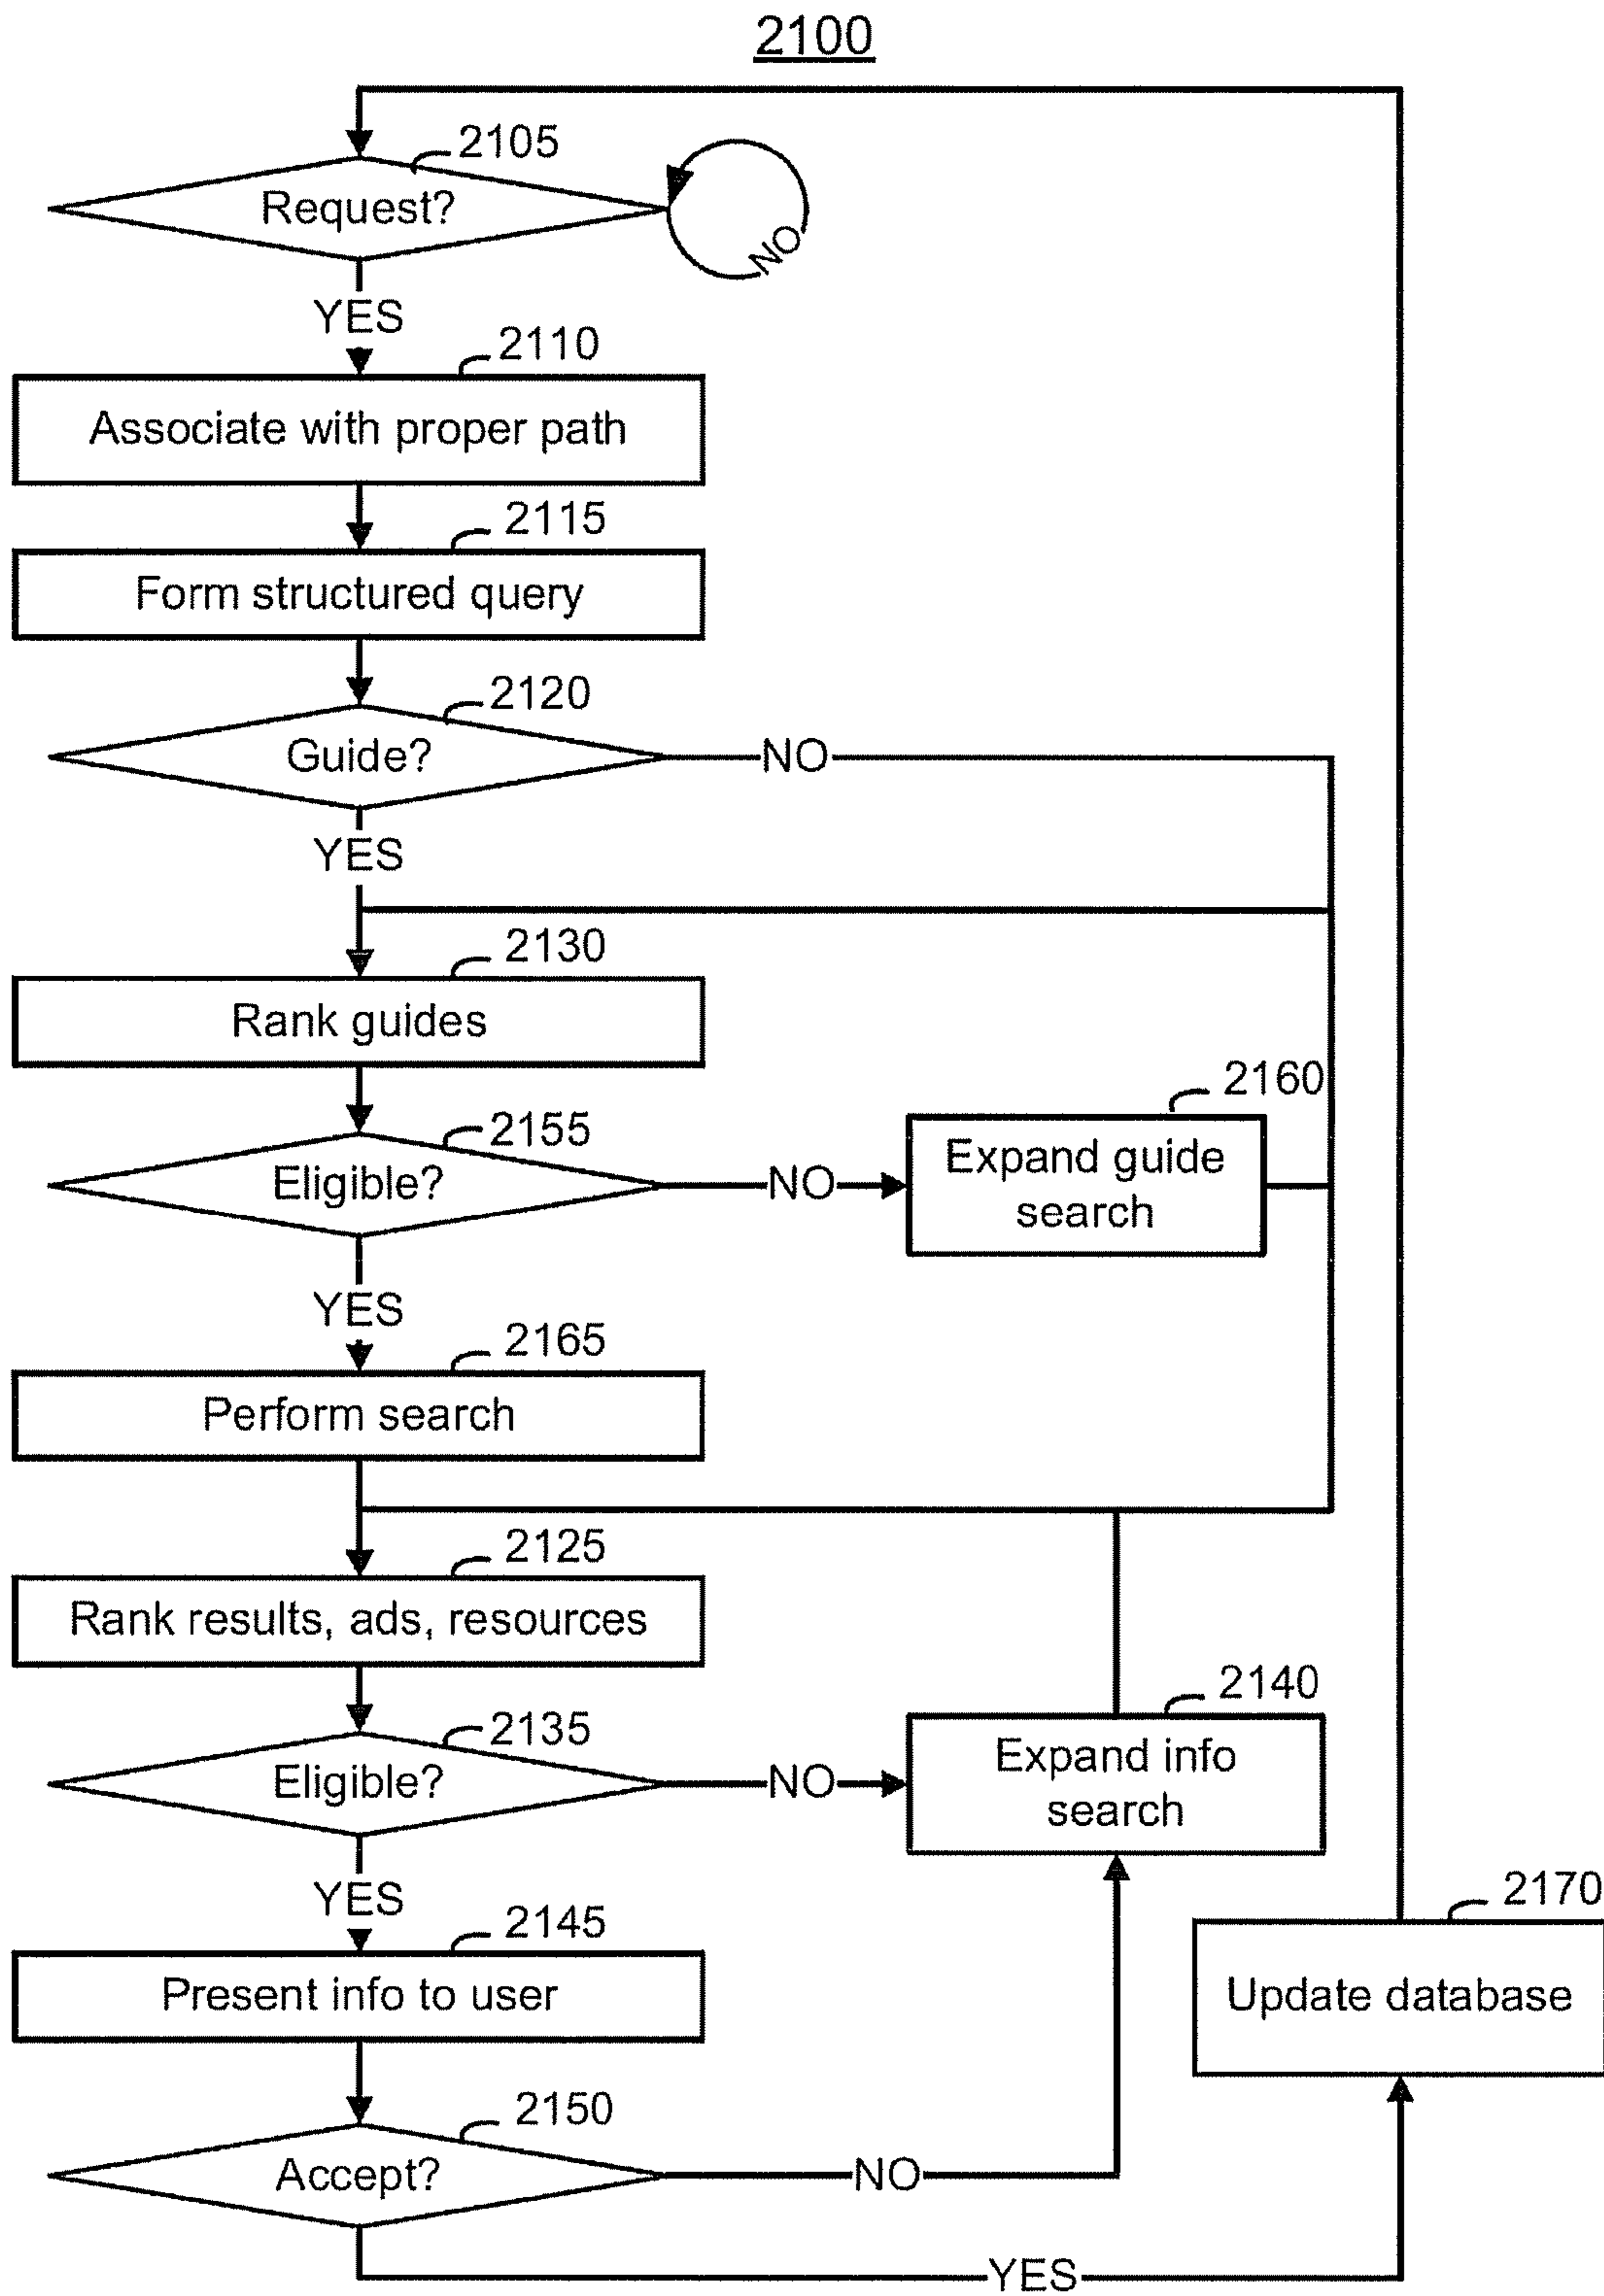 2100
2105
Request?
NO
YES
2110
Associate with proper path
2115
Form structured query
2120
Guide?
NO
YES
2130
Rank guides
2160
2155
Expand guide
search
Eligible?
NO
YES
2165
Perform search
2125
Rank results, ads, resources
2140
2135
Expand info
search
Eligible?
NO
YES
2170
2145
Present info to user
Update database
2150
Accept?
NO
YES